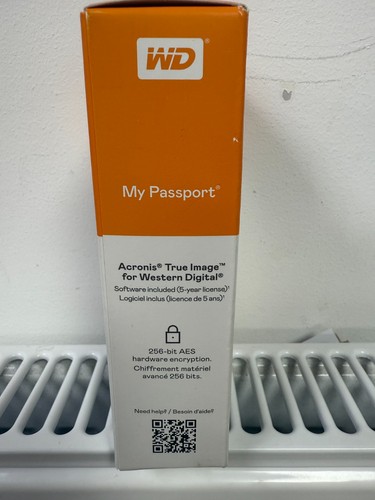 WD®
My Passport®
Acronis® True Image™
for Western Digital®
Software included (5-year license)¹
Logiciel inclus (licence de 5 ans)¹
256-bit AES
hardware encryption.
Chiffrement matériel
avancé 256 bits.
Need help? / Besoin d'aide?